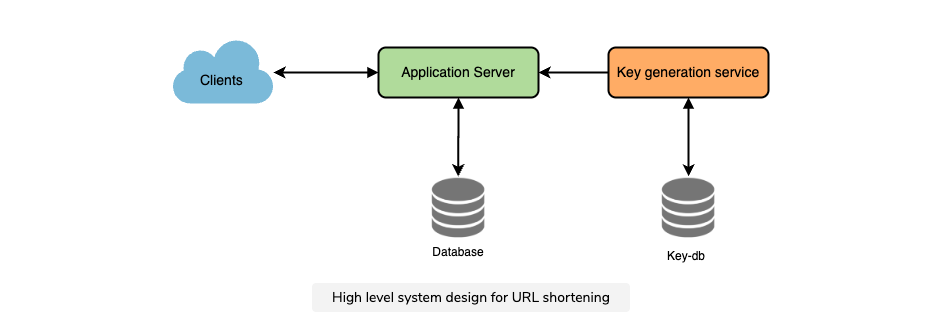 Clients
Application Server
Key generation service
Database
Key-db
High level system design for URL shortening